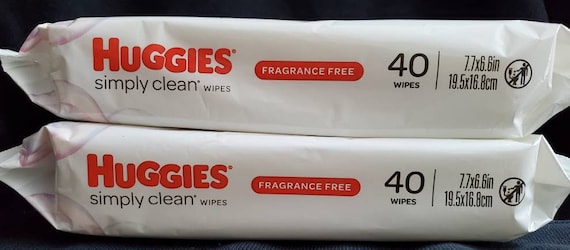 HUGGIES®
simply clean® WIPES
FRAGRANCE FREE
40
WIPES
7.7x6.6in
19.5x16.8cm
HUGGIES®
simply clean® WIPES
FRAGRANCE FREE
40
WIPES
7.7x6.6in
19.5x16.8cm